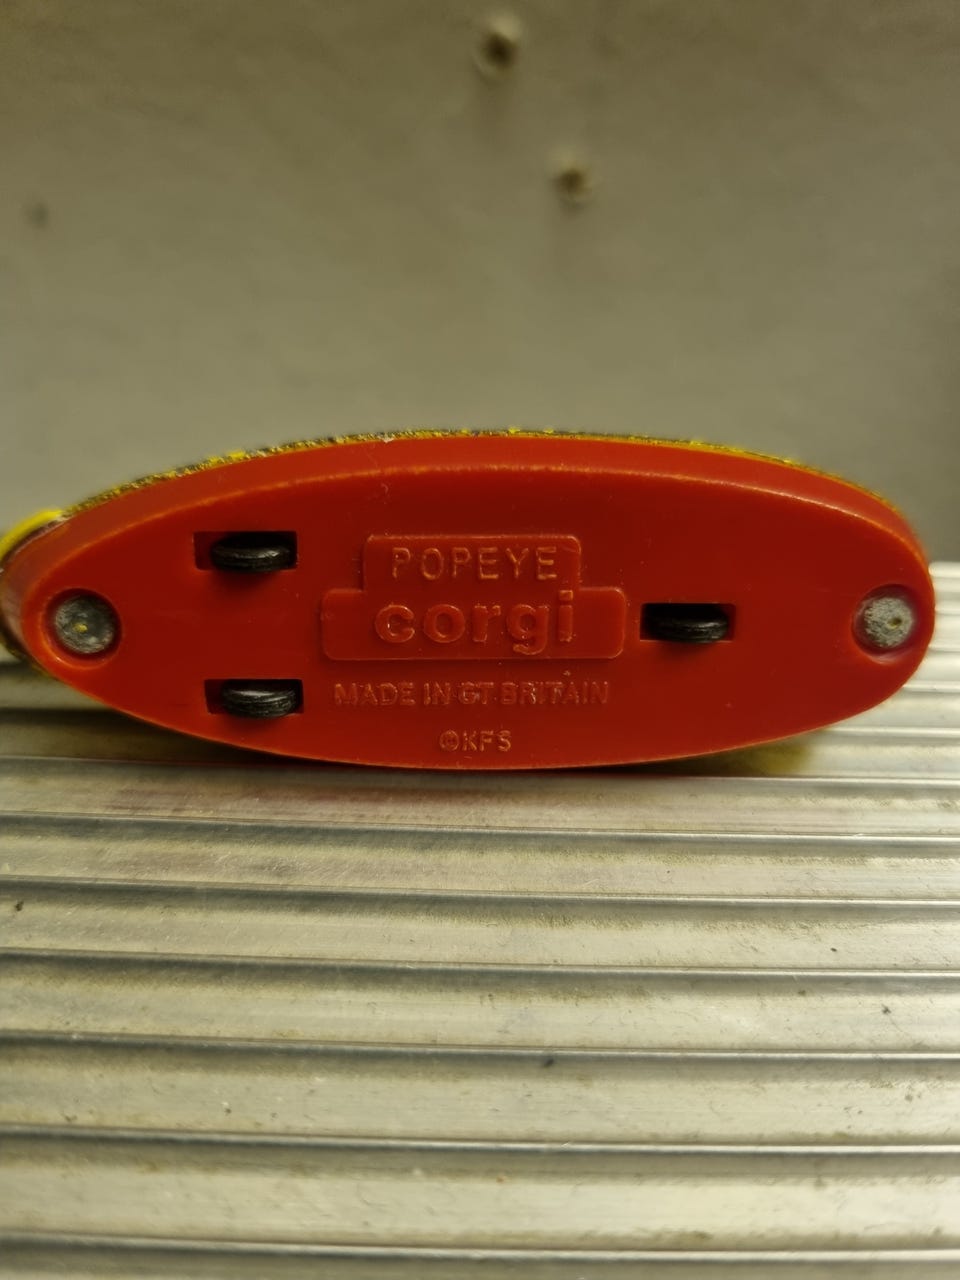 POPEYE
corgi
MADE IN GT. BRITAIN
©KFS